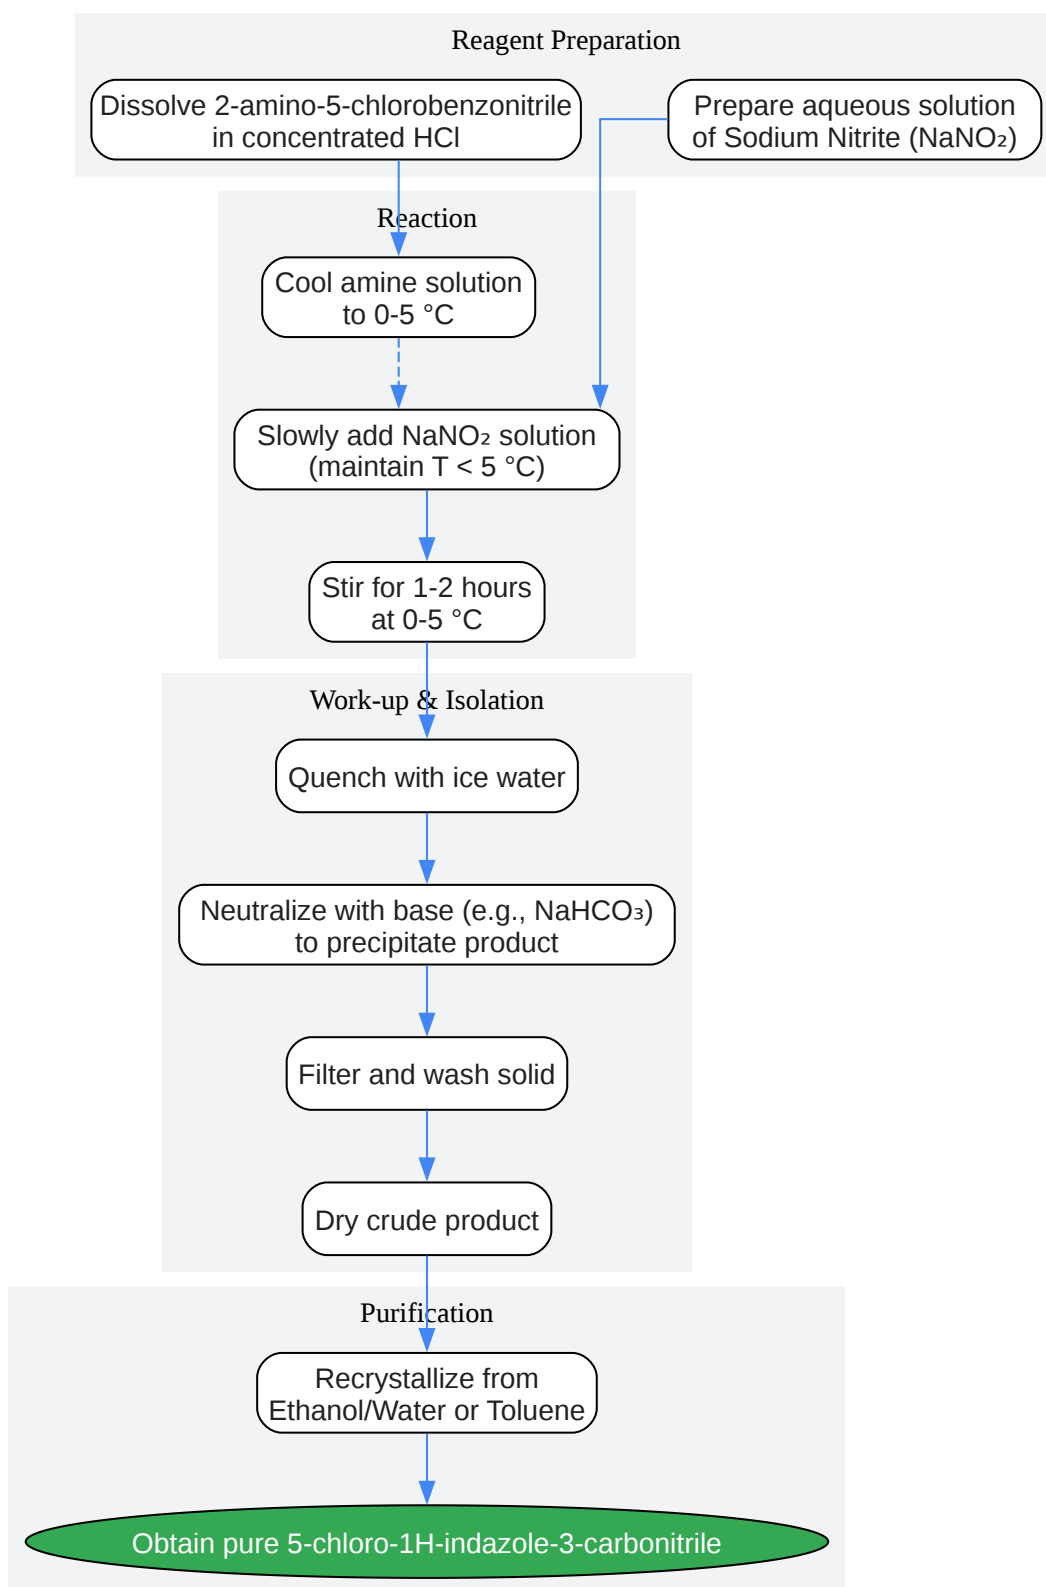 Reagent Preparation
Dissolve 2-amino-5-chlorobenzonitrile
in concentrated HCl
Prepare aqueous solution
of Sodium Nitrite (NaNO₂)
Reaction
Cool amine solution
to 0-5 °C
Slowly add NaNO₂ solution
(maintain T < 5 °C)
Stir for 1-2 hours
at 0-5 °C
Work-up & Isolation
Quench with ice water
Neutralize with base (e.g., NaHCO₃)
to precipitate product
Filter and wash solid
Dry crude product
Purification
Recrystallize from
Ethanol/Water or Toluene
Obtain pure 5-chloro-1H-indazole-3-carbonitrile